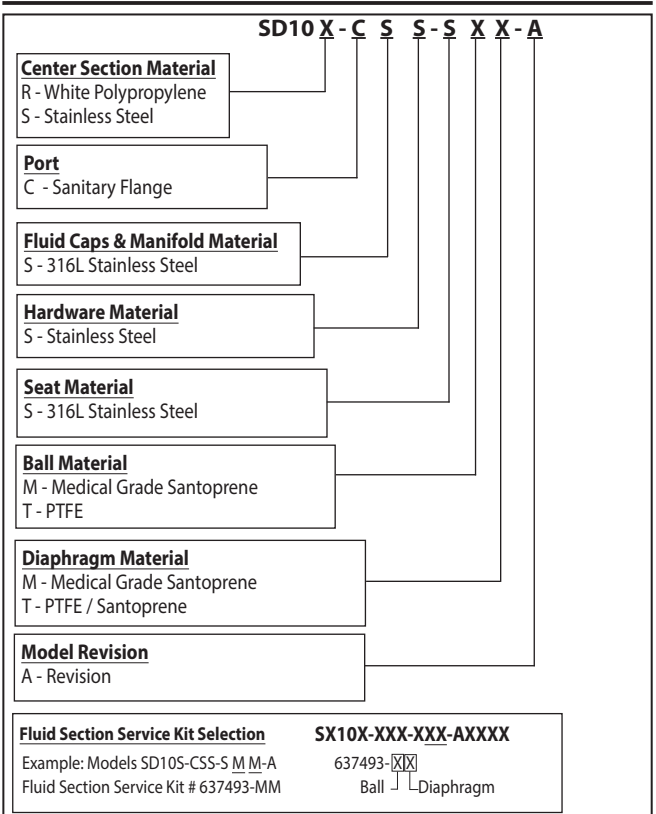 SD10 X - C S S - S X X - A
Center Section Material
R - White Polypropylene
S - Stainless Steel
Port
C - Sanitary Flange
Fluid Caps & Manifold Material
S - 316L Stainless Steel
Hardware Material
S - Stainless Steel
Seat Material
S - 316L Stainless Steel
Ball Material
M - Medical Grade Santoprene
T - PTFE
Diaphragm Material
M - Medical Grade Santoprene
T - PTFE / Santoprene
Model Revision
A - Revision
Fluid Section Service Kit Selection
Example: Models SD10S-CSS-S M M-A
Fluid Section Service Kit # 637493-MM
SX10X-XXX-XXX-AXXXX
637493-XX
Ball Diaphragm